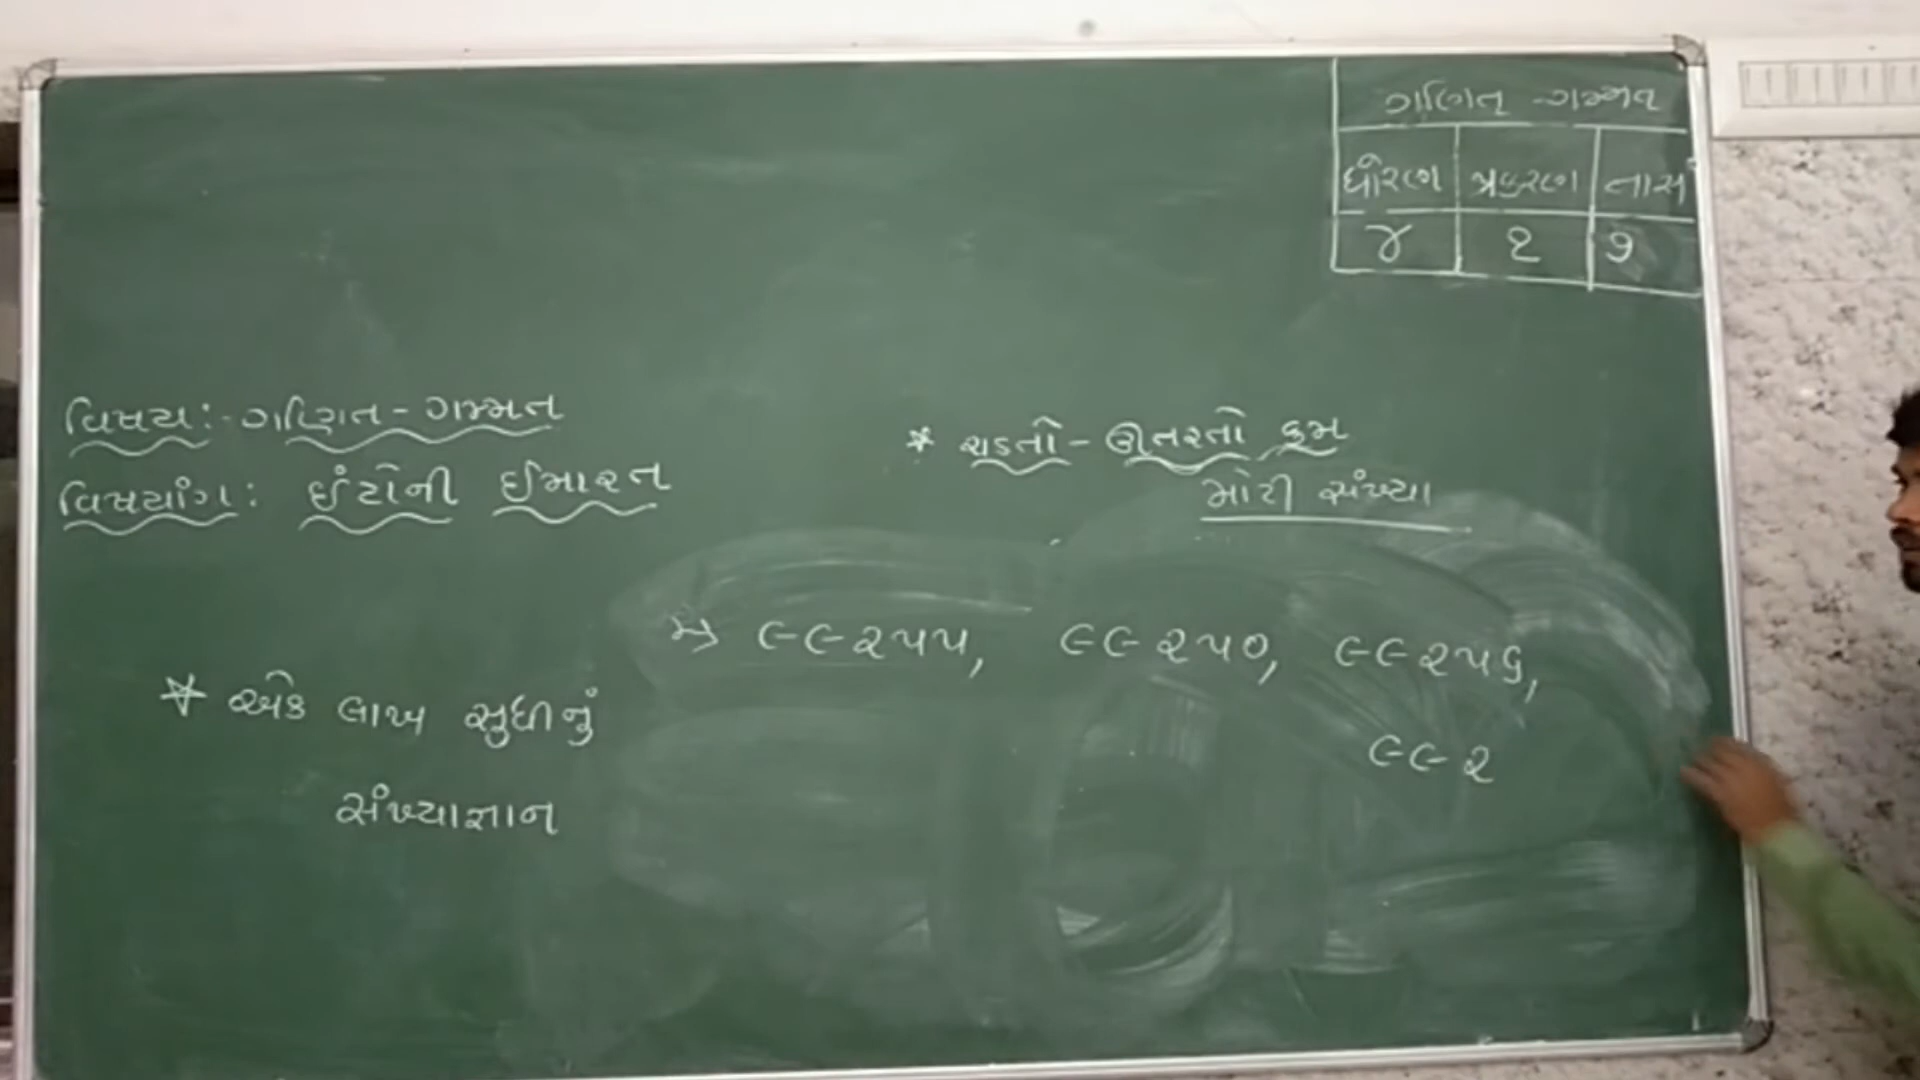 ગણિત - ગમ્મત
ધોરણ પ્રકરણ તાસ
૪ ૧ ૭
વિષય :- ગણિત - ગમ્મત
વિષયાંગ : ઈંટોની ઈમારત
* ચડતો - ઊતરતો ક્રમ
મોટી સંખ્યા
→ ૯૯૨૫૫, ૯૯૨૫૦, ૯૯૨૫૬,
૯૯૨
☆ એક લાખ સુધીનું
સંખ્યાજ્ઞાન